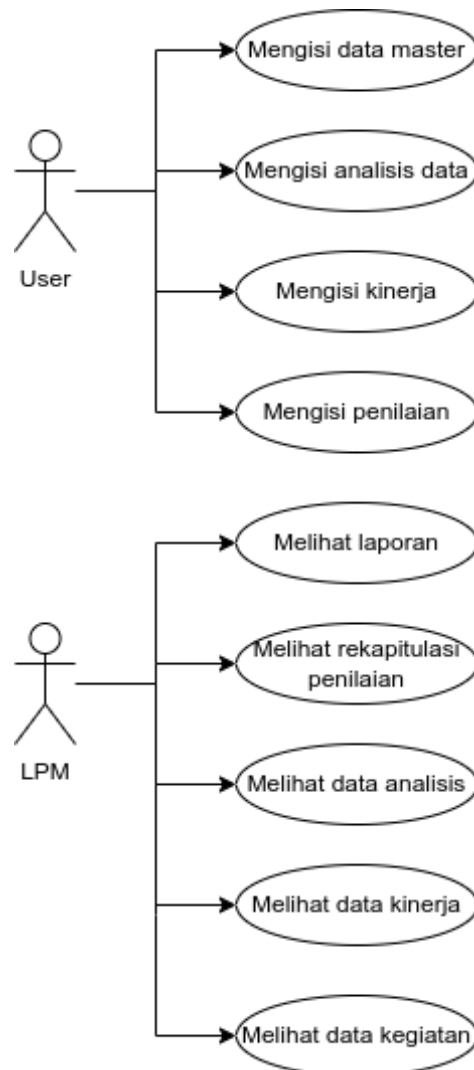 Mengisi data master
Mengisi analisis data
User
Mengisi kinerja
Mengisi penilaian
Melihat laporan
Melihat rekapitulasi
penilaian
LPM
Melihat data analisis
Melihat data kinerja
Melihat data kegiatan